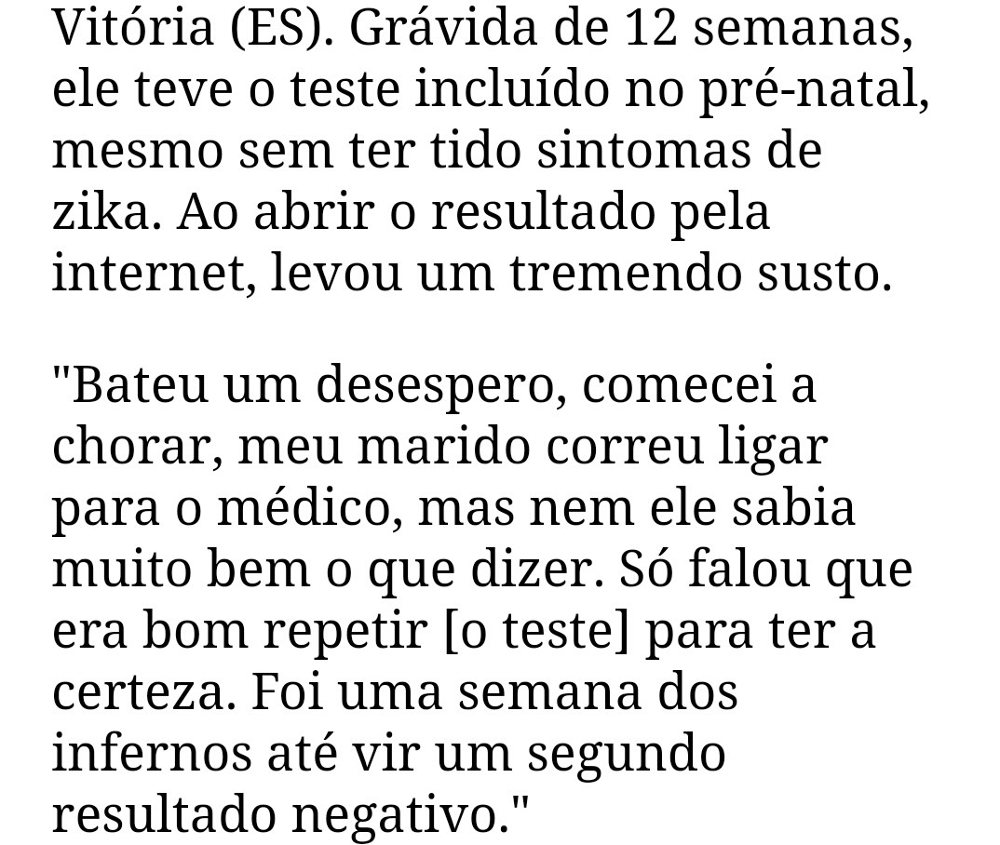 Vitória (ES). Grávida de 12 semanas,
ele teve o teste incluído no pré-natal,
mesmo sem ter tido sintomas de
zika. Ao abrir o resultado pela
internet, levou um tremendo susto.
"Bateu um desespero, comecei a
chorar, meu marido correu ligar
para o médico, mas nem ele sabia
muito bem o que dizer. Só falou que
era bom repetir [o teste] para ter a
certeza. Foi uma semana dos
infernos até vir um segundo
resultado negativo."